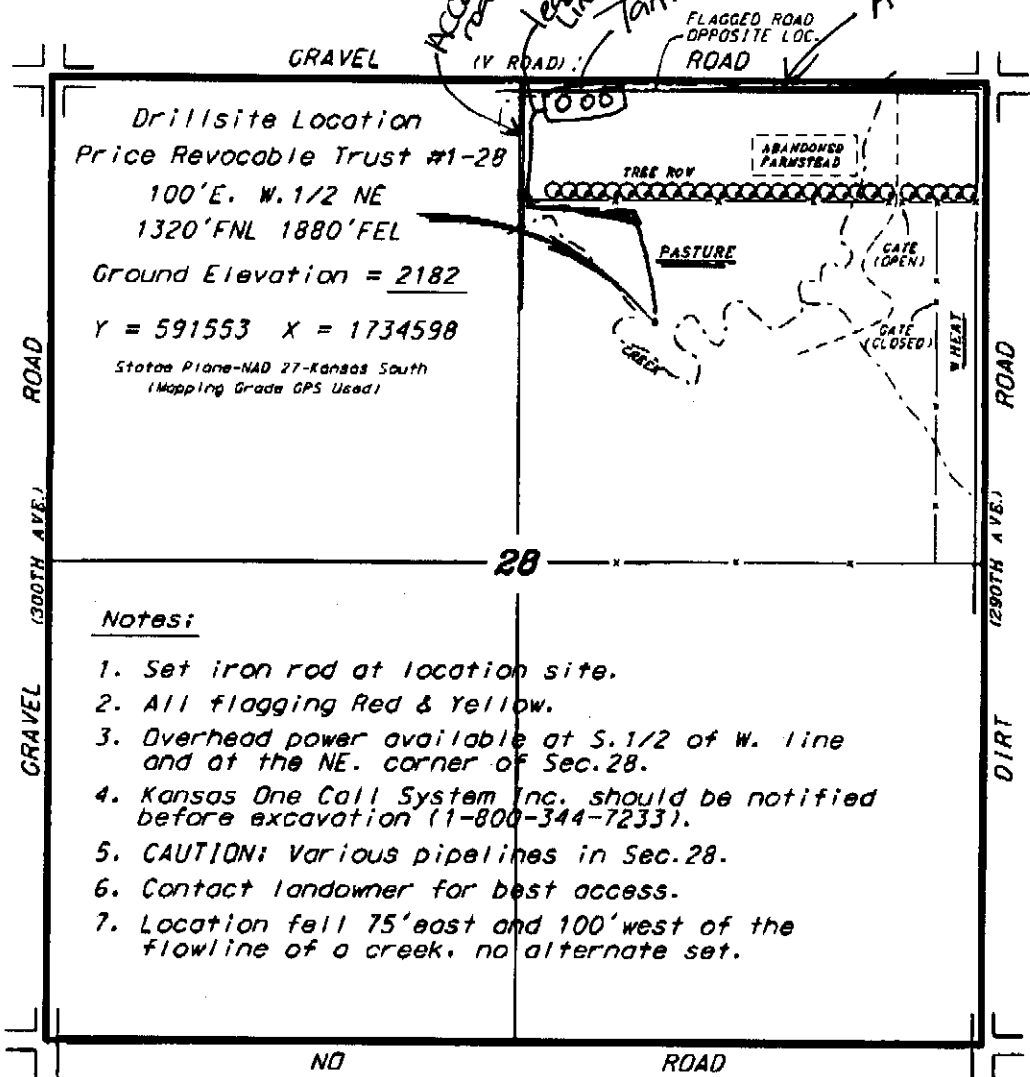 Access
lead
Line
Tan
FLAGGED ROAD
OPPOSITE LOC.
GRAVEL (V ROAD) ROAD
Drillsite Location
Price Revocable Trust #1-28
100'E. W.1/2 NE
1320'FNL 1880'FEL
Ground Elevation = 2182
Y = 591553 X = 1734598
Statae Plane-NAD 27-Kansas South
(Mapping Grade GPS Used)
ABANDONED
FARMSTEAD
TREE ROW
PASTURE
GATE
(OPEN)
GATE
(CLOSED)
CREEK
WHEAT
GRAVEL (300TH AVE.) ROAD
DIRT (290TH AVE.) ROAD
28
Notes:
1. Set iron rod at location site.
2. All flagging Red & Yellow.
3. Overhead power available at S.1/2 of W. line
and at the NE. corner of Sec.28.
4. Kansas One Call System Inc. should be notified
before excavation (1-800-344-7233).
5. CAUTION: Various pipelines in Sec.28.
6. Contact landowner for best access.
7. Location fell 75'east and 100'west of the
flowline of a creek. no alternate set.
NO ROAD